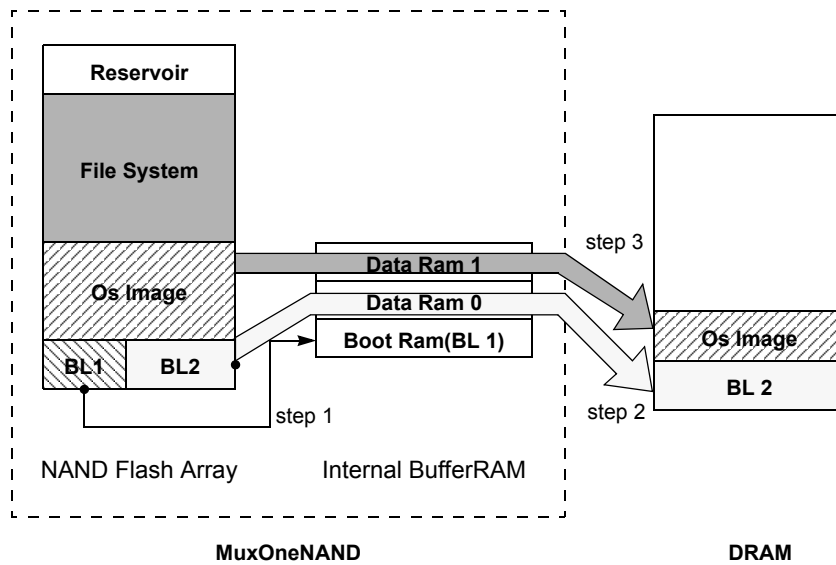 Reservoir
File System
Os Image
BL1
BL2
step 1
NAND Flash Array
Data Ram 1
Data Ram 0
Boot Ram(BL 1)
Internal BufferRAM
step 3
step 2
Os Image
BL 2
MuxOneNAND
DRAM